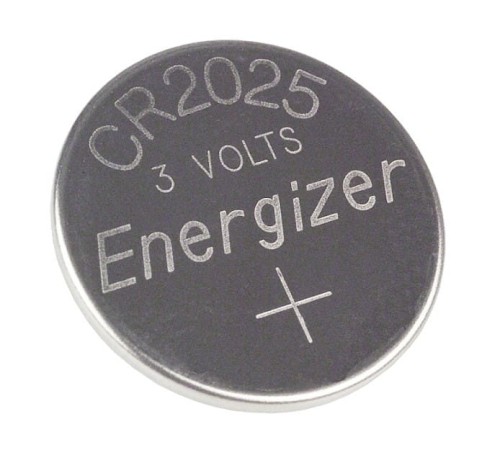 CR2025
3 VOLTS
Energizer
+